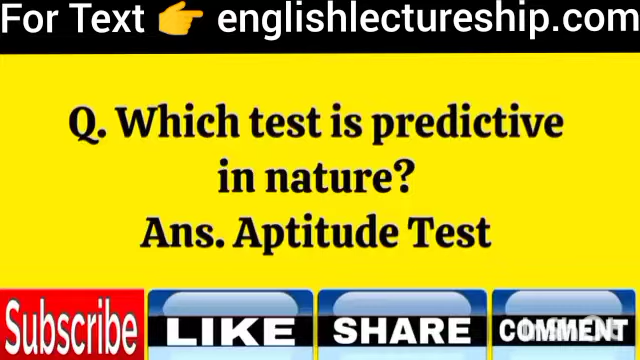 For Text 👉 englishlectureship.com
Q. Which test is predictive
in nature?
Ans. Aptitude Test
Subscribe LIKE SHARE COMMENT